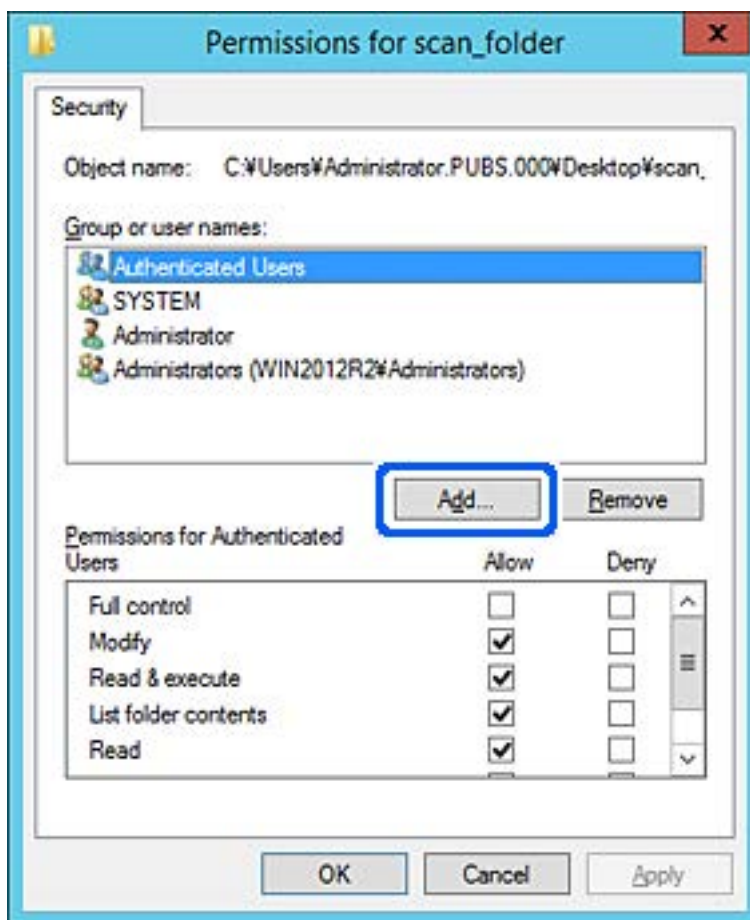 Permissions for scan_folder
x
Security
Object name: C:¥Users¥Administrator.PUBS.000¥Desktop¥scan_
Group or user names:
Authenticated Users
SYSTEM
Administrator
Administrators (WIN2012R2¥Administrators)
Add... Remove
Permissions for Authenticated
Users Allow Deny
Full control
Modify
Read & execute
List folder contents
Read
OK Cancel Apply